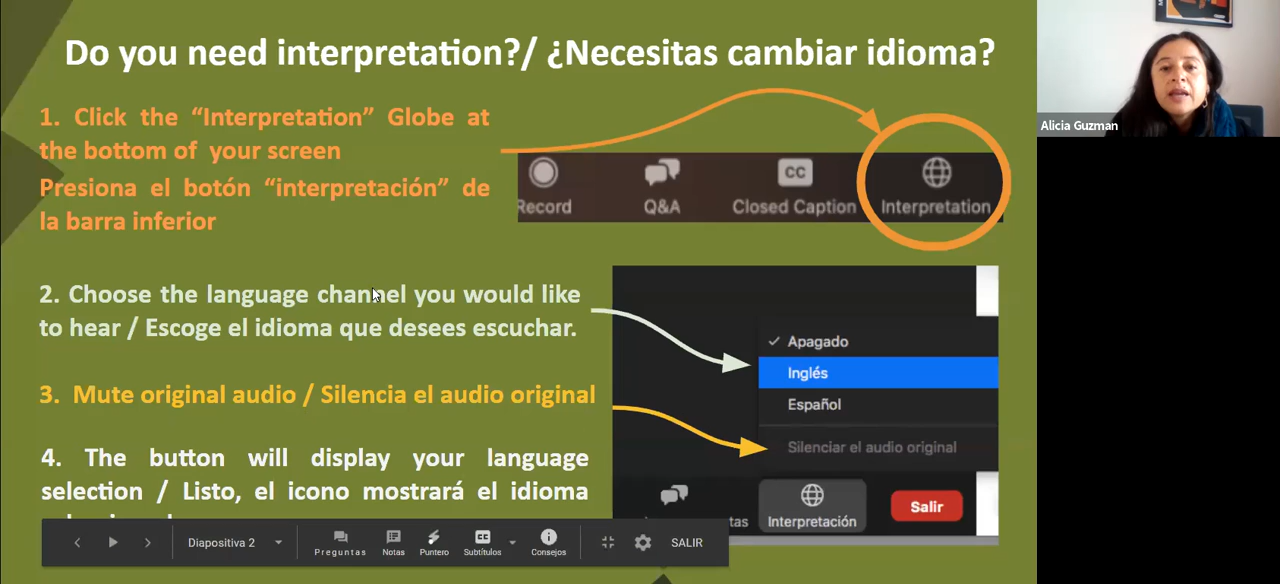 Do you need interpretation?/ ¿Necesitas cambiar idioma?
1. Click the “Interpretation” Globe at
the bottom of your screen
Presiona el botón “interpretación” de
la barra inferior
Record
Q&A
CC
Closed Caption
Interpretation
2. Choose the language channel you would like
to hear / Escoge el idioma que desees escuchar.
3. Mute original audio / Silencia el audio original
4. The button will display your language
selection / Listo, el icono mostrará el idioma
Apagado
Inglés
Español
Silenciar el audio original
tas
Interpretación
Salir
Diapositiva 2
Preguntas
Notas
Puntero
CC
Subtítulos
Consejos
SALIR
Alicia Guzman